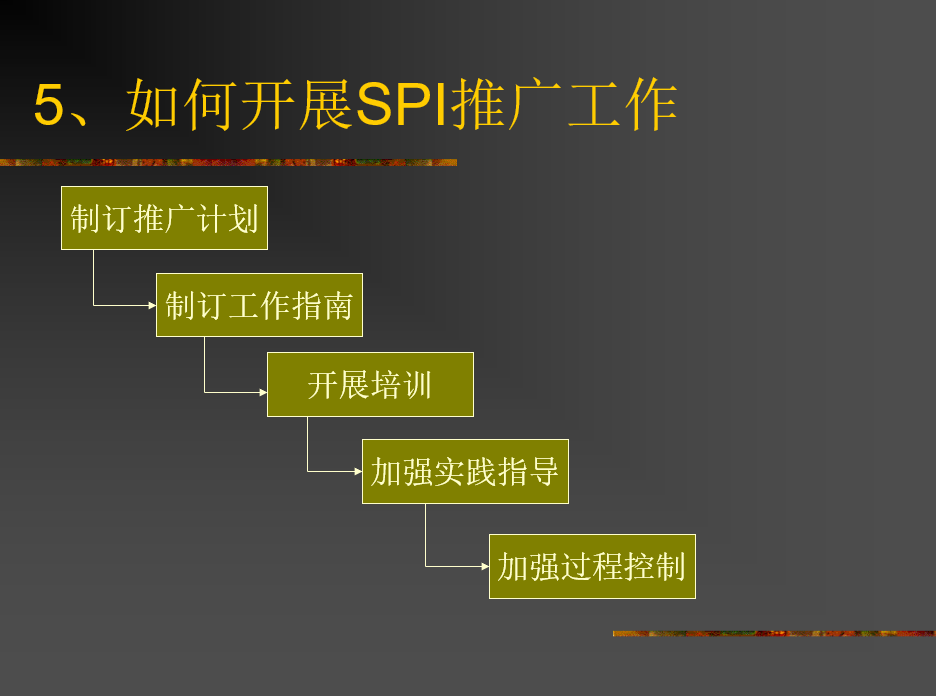 5、如何开展SPI推广工作
制订推广计划
制订工作指南
开展培训
加强实践指导
加强过程控制